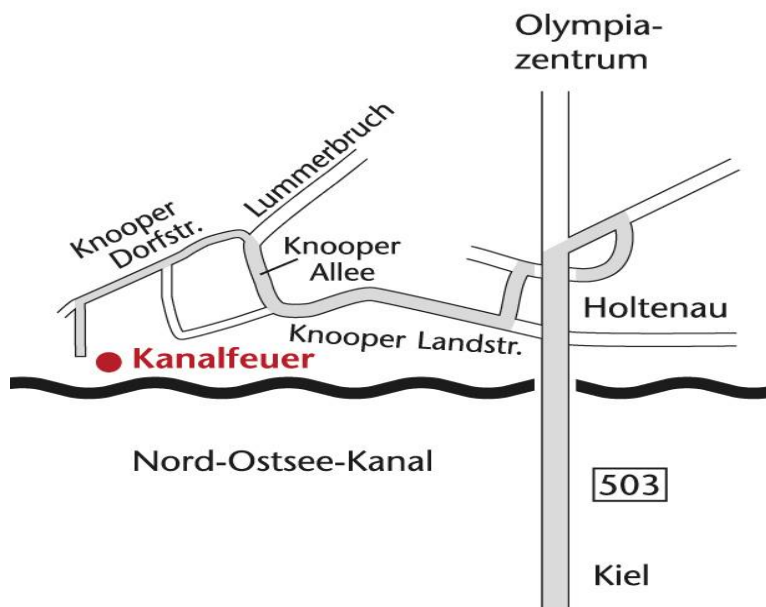 Olympia-
zentrum
Lummerbruch
Knooper
Dorfstr.
Knooper
Allee
Holtenau
Knooper Landstr.
Kanalfeuer
Nord-Ostsee-Kanal
503
Kiel